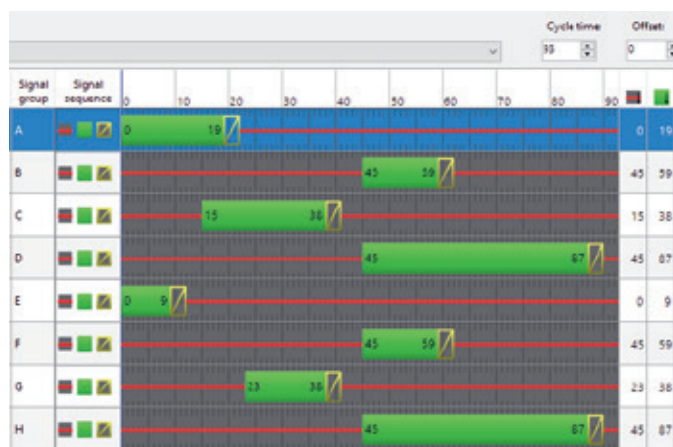 Cycle time: Offset:
93 0
Signal group Signal sequence 0 10 20 30 40 50 60 70 80 90
A 0 19 0 19
B 45 59 45 59
C 15 38 15 38
D 45 87 45 87
E 0 9 0 9
F 45 59 45 59
G 23 38 23 38
H 45 87 45 87